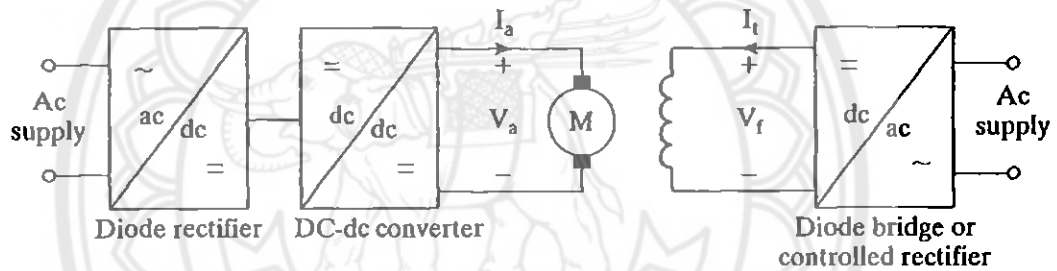 Ac
supply
~
ac
dc
=
Diode rectifier
=
dc
dc
=
DC-dc converter
I_a
+
V_a
−
M
I_t
+
V_f
−
=
dc
ac
~
Diode bridge or
controlled rectifier
Ac
supply